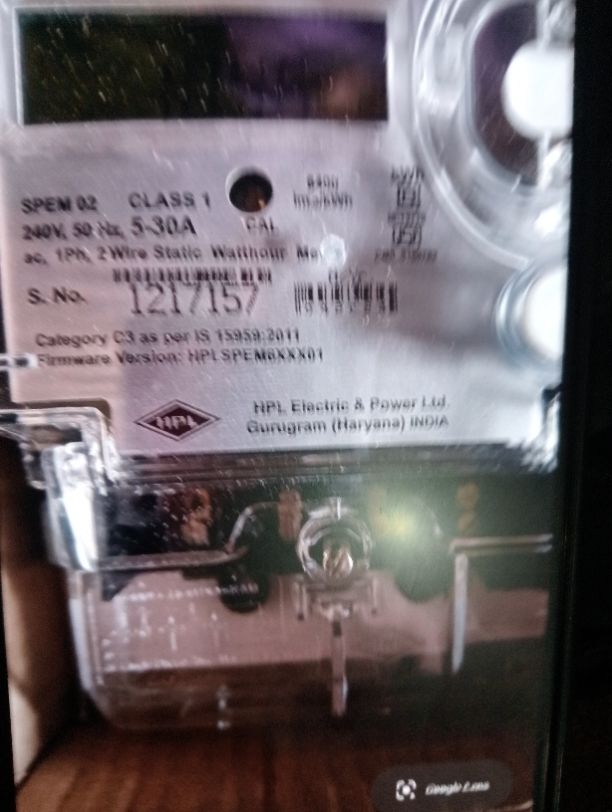 SPEM 02 CLASS 1
240V, 50 Hz, 5-30A CAL
ac, 1Ph, 2 Wire Static Watthour
S. No. 1217157
Category C3 as per IS 15959:2011
Firmware Version: HPLSPEM6XXX01
HPL
HPL Electric & Power Ltd.
Gurugram (Haryana) INDIA
Google Lens